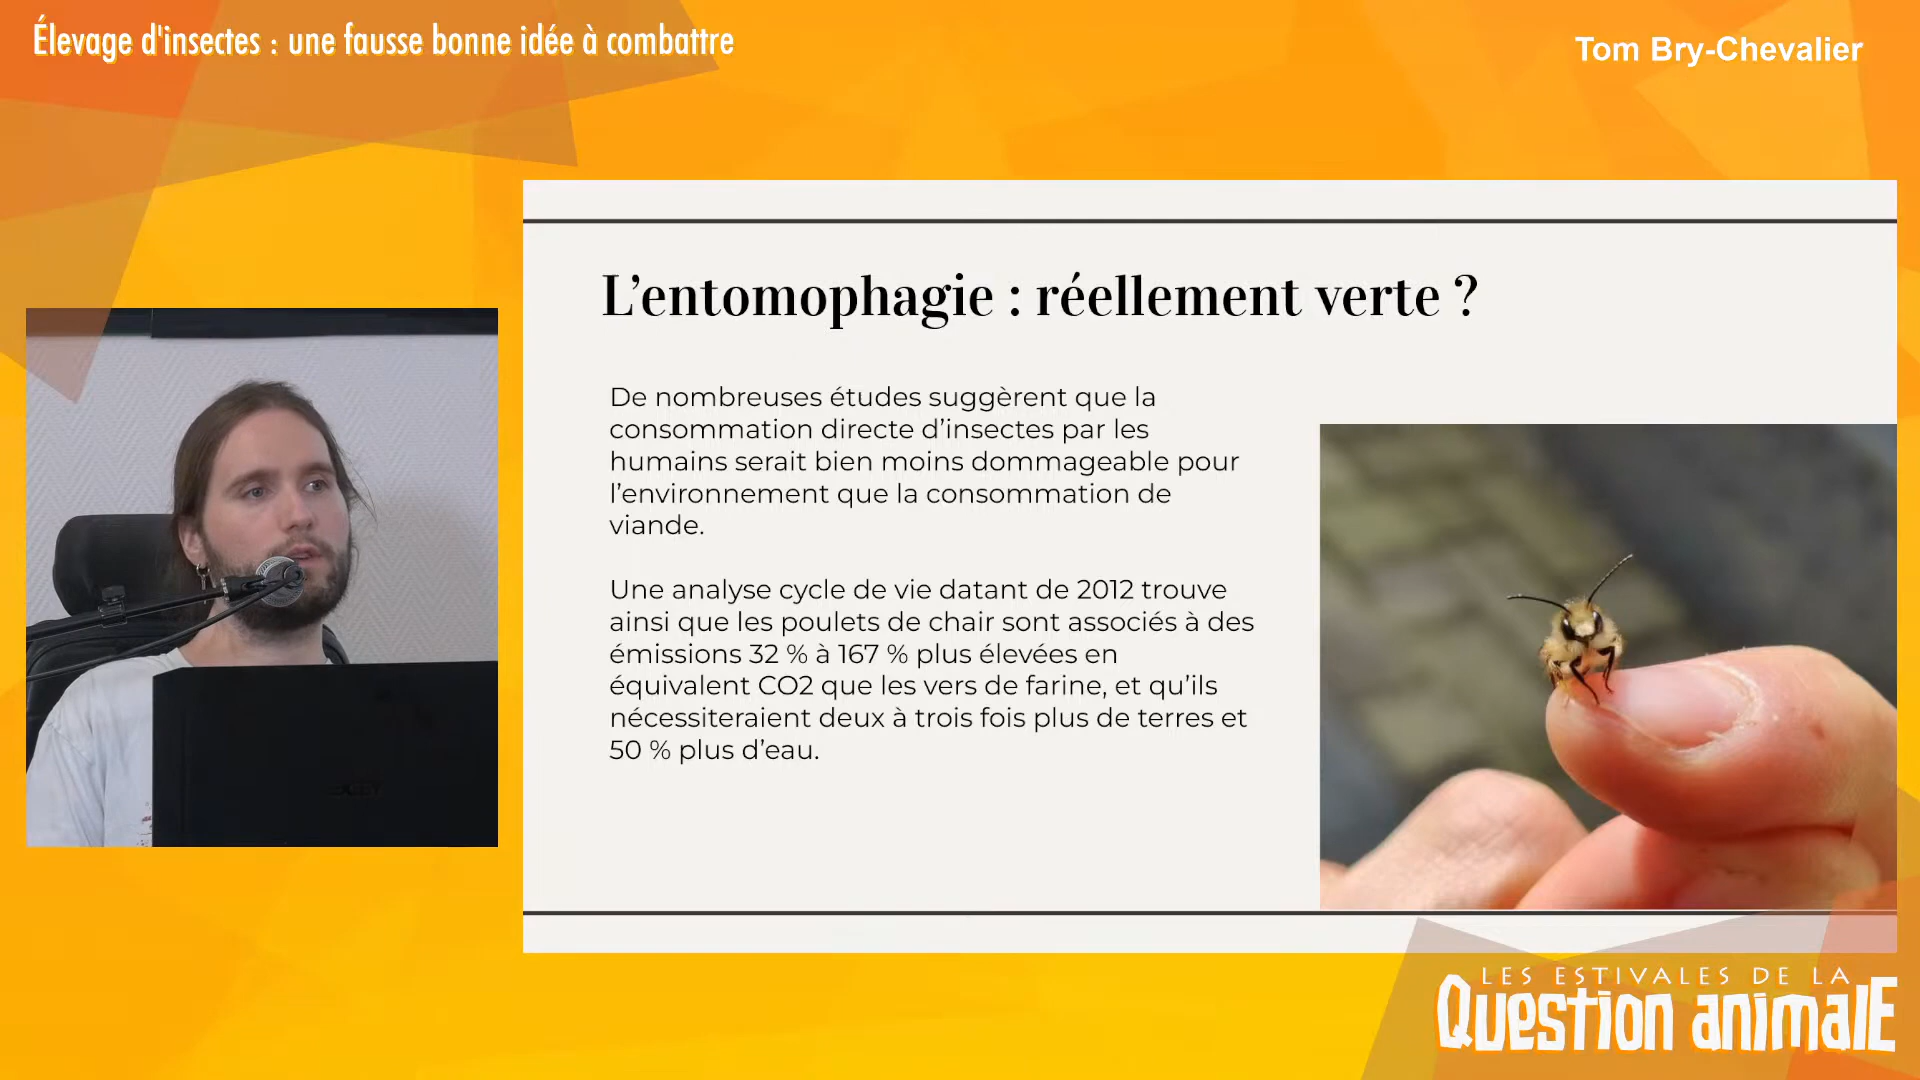 Élevage d'insectes : une fausse bonne idée à combattre
Tom Bry-Chevalier
L'entomophagie : réellement verte ?
De nombreuses études suggèrent que la
consommation directe d'insectes par les
humains serait bien moins dommageable pour
l'environnement que la consommation de
viande.
Une analyse cycle de vie datant de 2012 trouve
ainsi que les poulets de chair sont associés à des
émissions 32 % à 167 % plus élevées en
équivalent CO2 que les vers de farine, et qu'ils
nécessiteraient deux à trois fois plus de terres et
50 % plus d'eau.
LES ESTIVALES DE LA
QUESTION ANIMALE